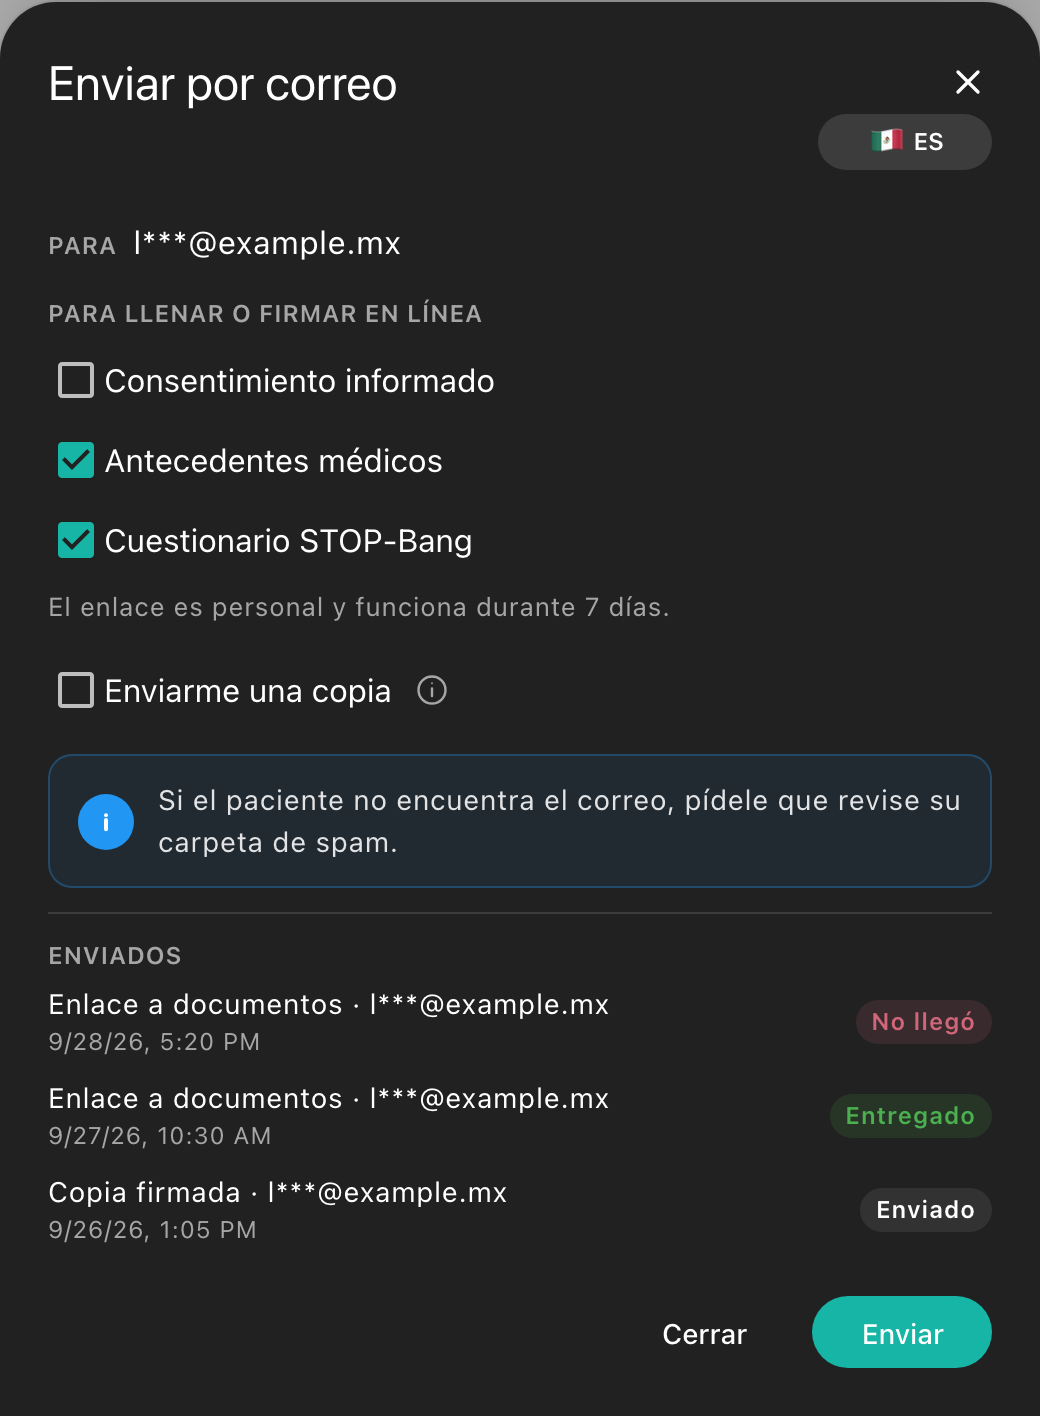 Enviar por correo
ES
PARA l***@example.mx
PARA LLENAR O FIRMAR EN LÍNEA
Consentimiento informado
Antecedentes médicos
Cuestionario STOP-Bang
El enlace es personal y funciona durante 7 días.
Enviarme una copia
Si el paciente no encuentra el correo, pídele que revise su
carpeta de spam.
ENVIADOS
Enlace a documentos · l***@example.mx
9/28/26, 5:20 PM
No llegó
Enlace a documentos · l***@example.mx
9/27/26, 10:30 AM
Entregado
Copia firmada · l***@example.mx
9/26/26, 1:05 PM
Enviado
Cerrar
Enviar